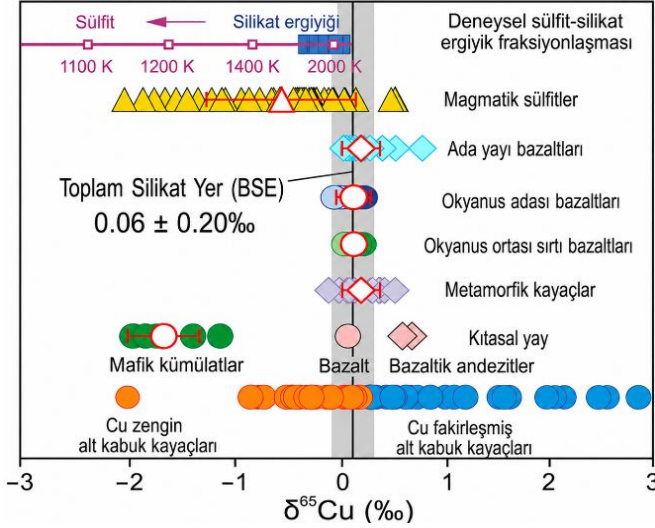 Sülfit
Silikat ergiyiği
Deneysel sülfit-silikat
ergiyik fraksiyonlaşması
1100 K 1200 K 1400 K 2000 K
Magmatik sülfitler
Ada yayı bazaltları
Toplam Silikat Yer (BSE)
0.06 ± 0.20‰
Okyanus adası bazaltları
Okyanus ortası sırtı bazaltları
Metamorfik kayaçlar
Kıtasal yay
Mafik kümülatlar
Bazalt
Bazaltik andezitler
Cu zengin
alt kabuk kayaçları
Cu fakirleşmiş
alt kabuk kayaçları
−3 −2 −1 0 1 2 3
δ⁶⁵Cu (‰)